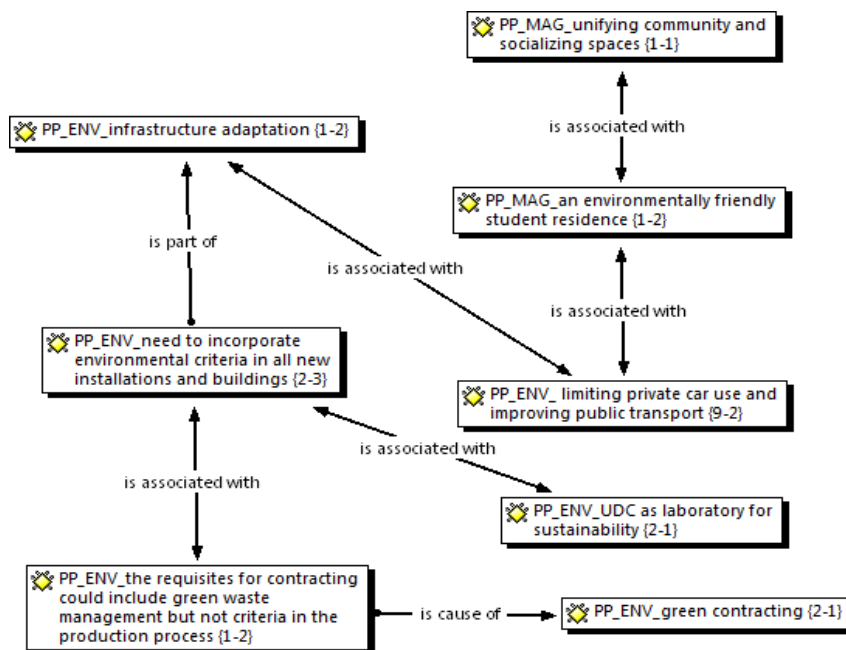 PP_MAG_unifying community and
socializing spaces {1-1}
is associated with
PP_ENV_infrastructure adaptation {1-2}
PP_MAG_an environmentally friendly
student residence {1-2}
is part of
is associated with
is associated with
PP_ENV_need to incorporate
environmental criteria in all new
installations and buildings {2-3}
PP_ENV_ limiting private car use and
improving public transport {9-2}
is associated with
is associated with
PP_ENV_UDC as laboratory for
sustainability {2-1}
PP_ENV_the requisites for contracting
could include green waste
management but not criteria in the
production process {1-2}
is cause of
PP_ENV_green contracting {2-1}